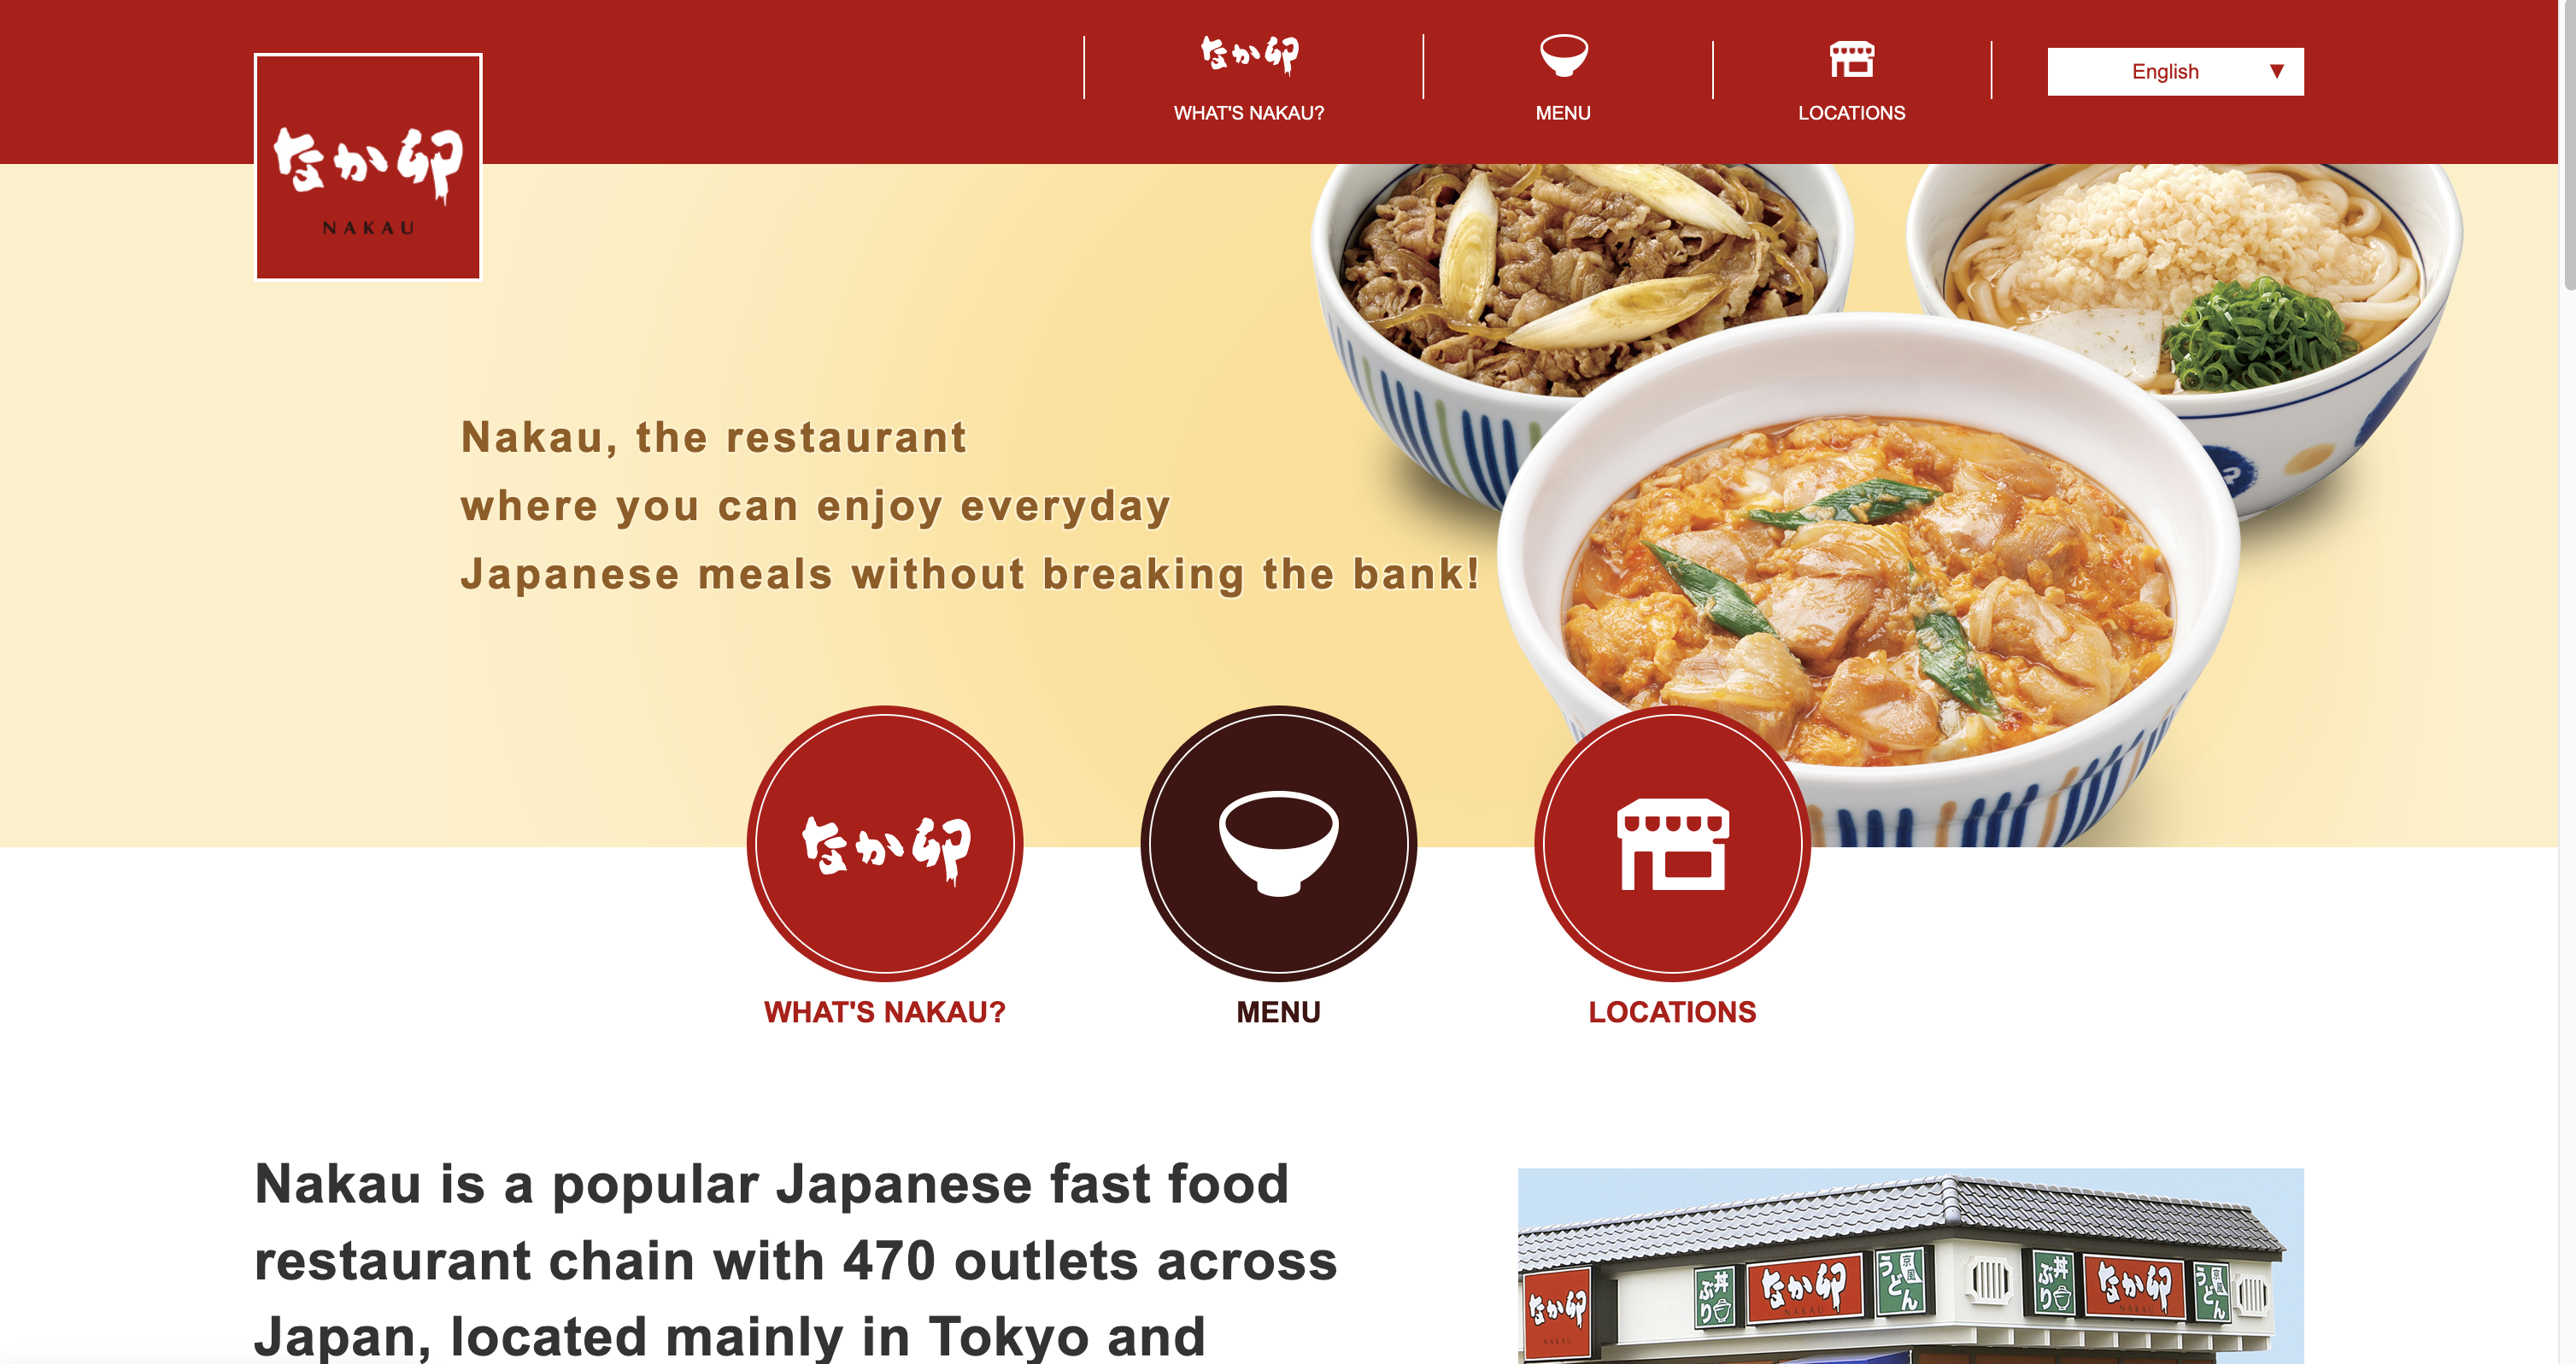 なか卯
NAKAU
なか卯
WHAT'S NAKAU?
MENU
LOCATIONS
English ▼
Nakau, the restaurant
where you can enjoy everyday
Japanese meals without breaking the bank!
なか卯
WHAT'S NAKAU?
MENU
LOCATIONS
Nakau is a popular Japanese fast food
restaurant chain with 470 outlets across
Japan, located mainly in Tokyo and
なか卯
NAKAU
丼ぶり
なか卯
NAKAU
京風うどん
丼ぶり
なか卯
NAKAU
京風うどん